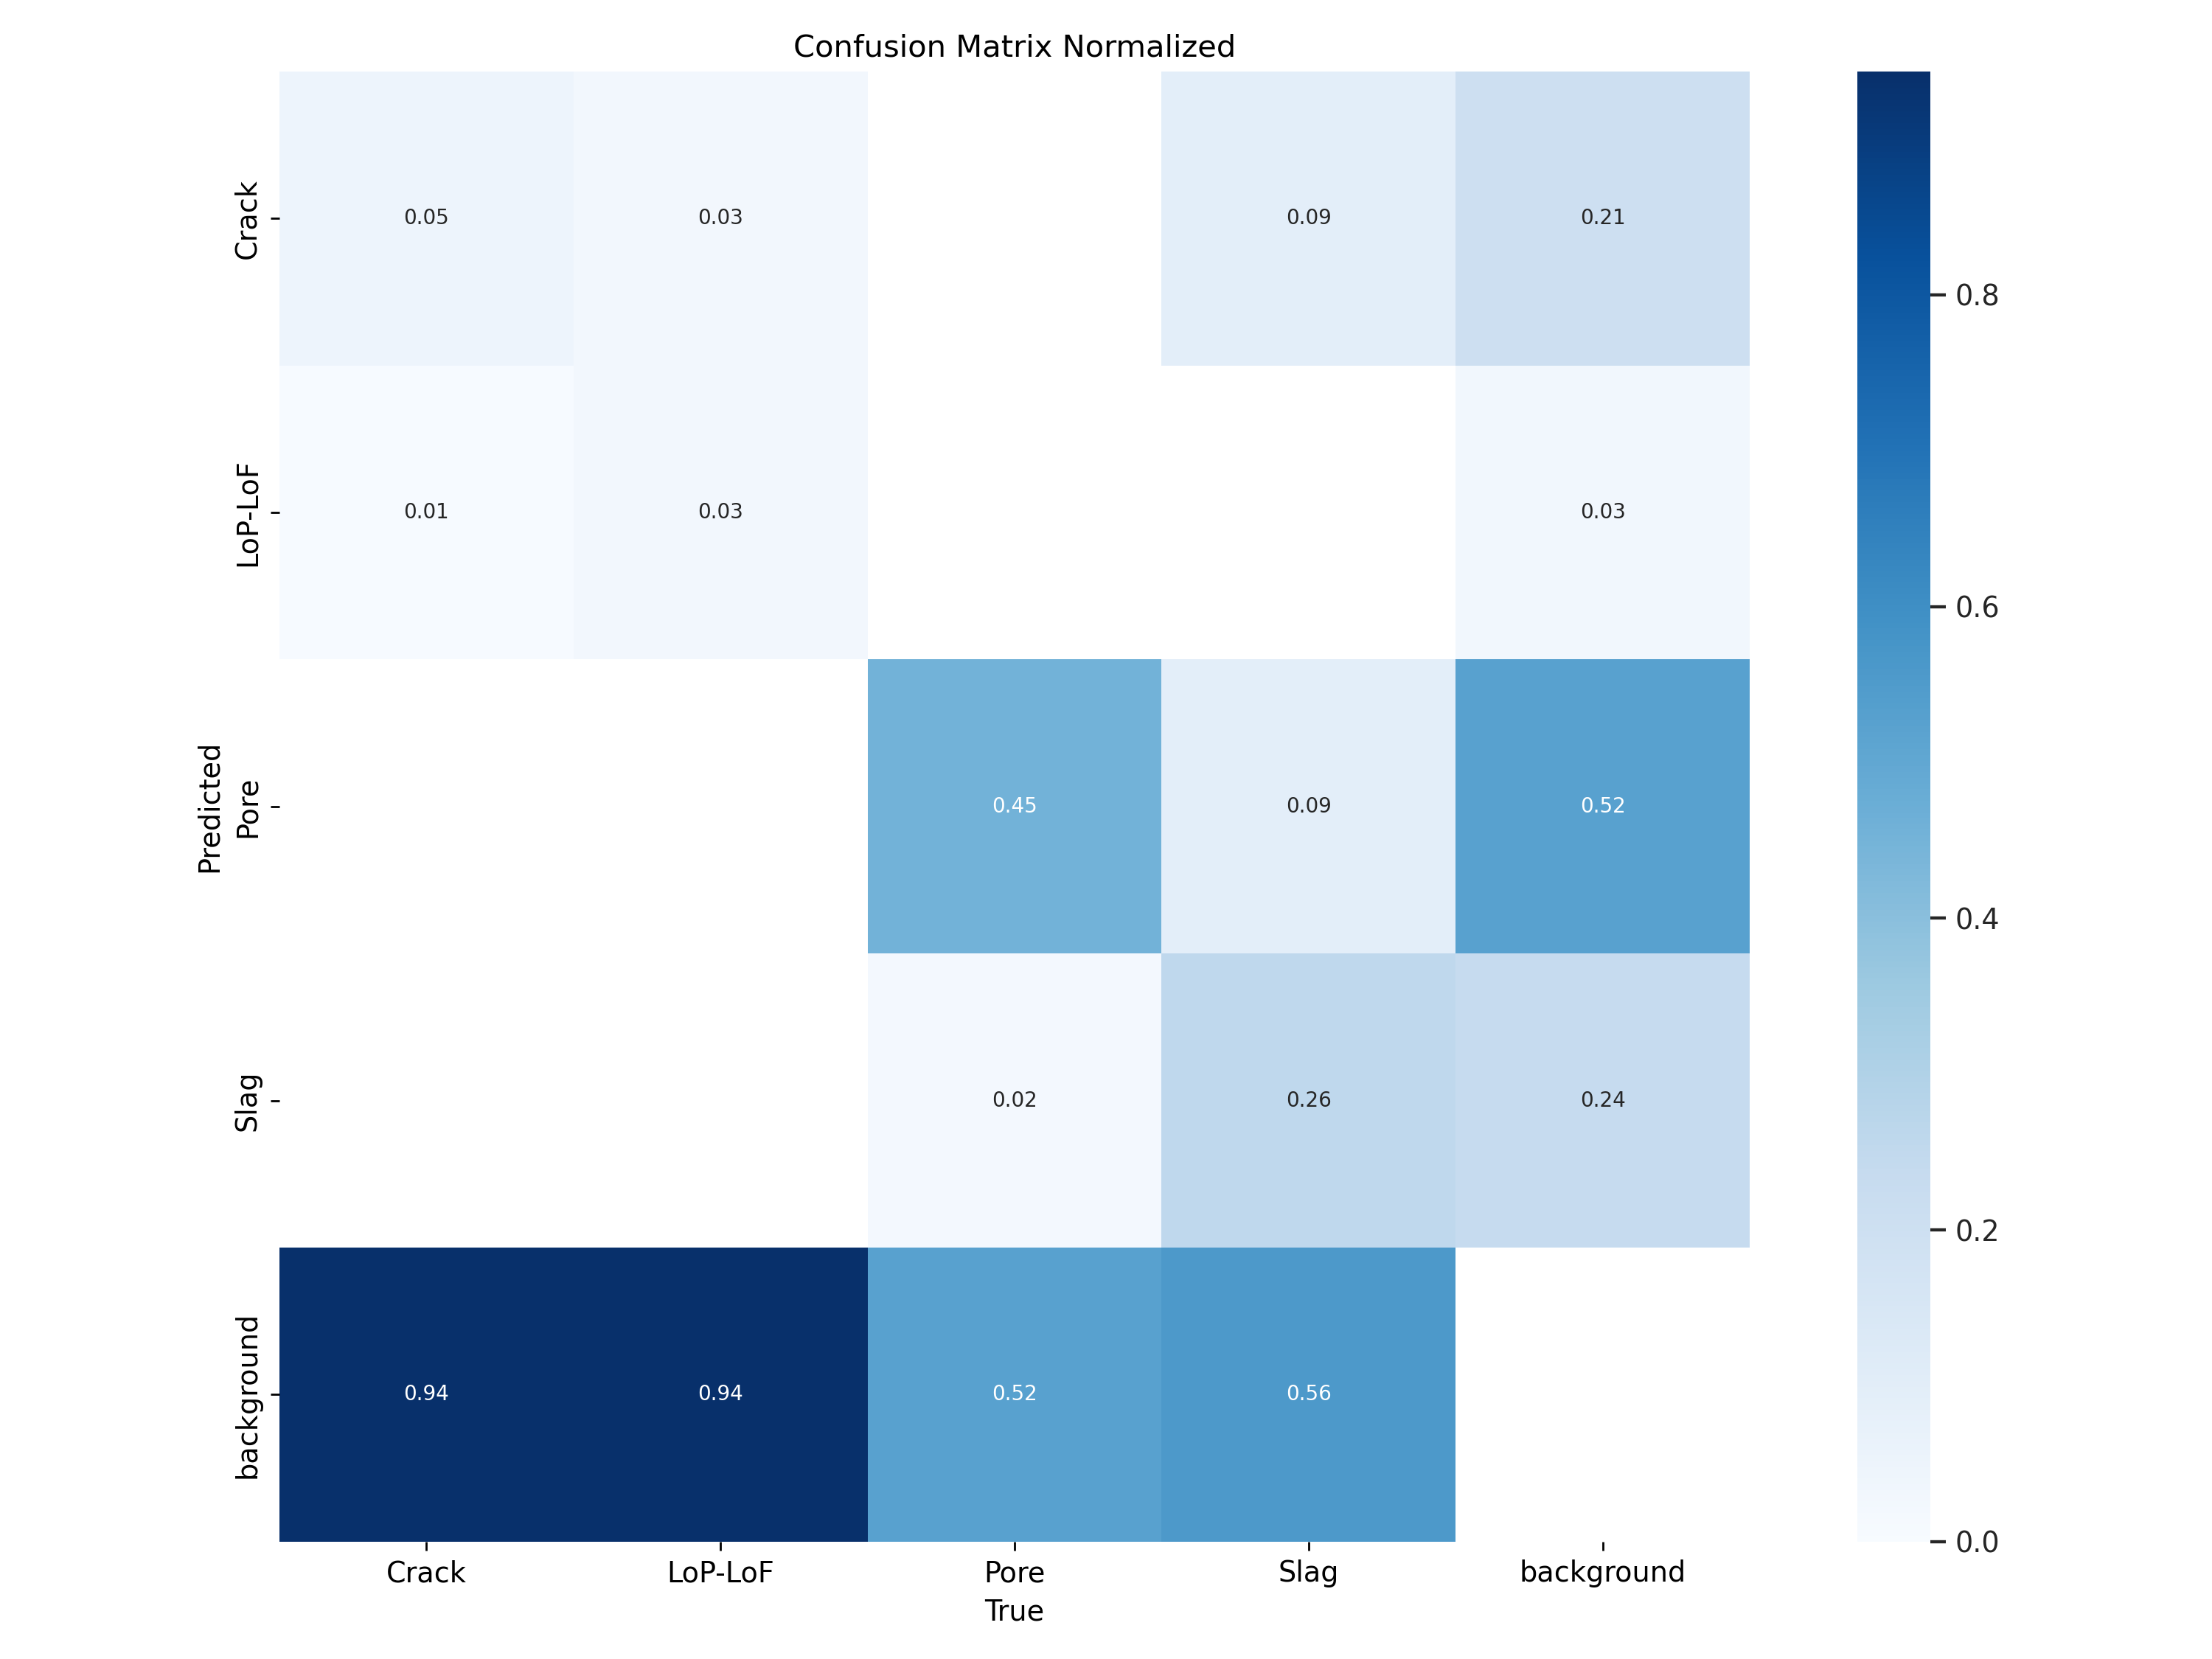 Confusion Matrix Normalized
Crack
0.05
0.03
0.09
0.21
LoP-LoF
0.01
0.03
0.03
Predicted
Pore
0.45
0.09
0.52
Slag
0.02
0.26
0.24
background
0.94
0.94
0.52
0.56
Crack
LoP-LoF
Pore
Slag
background
True
0.8
0.6
0.4
0.2
0.0